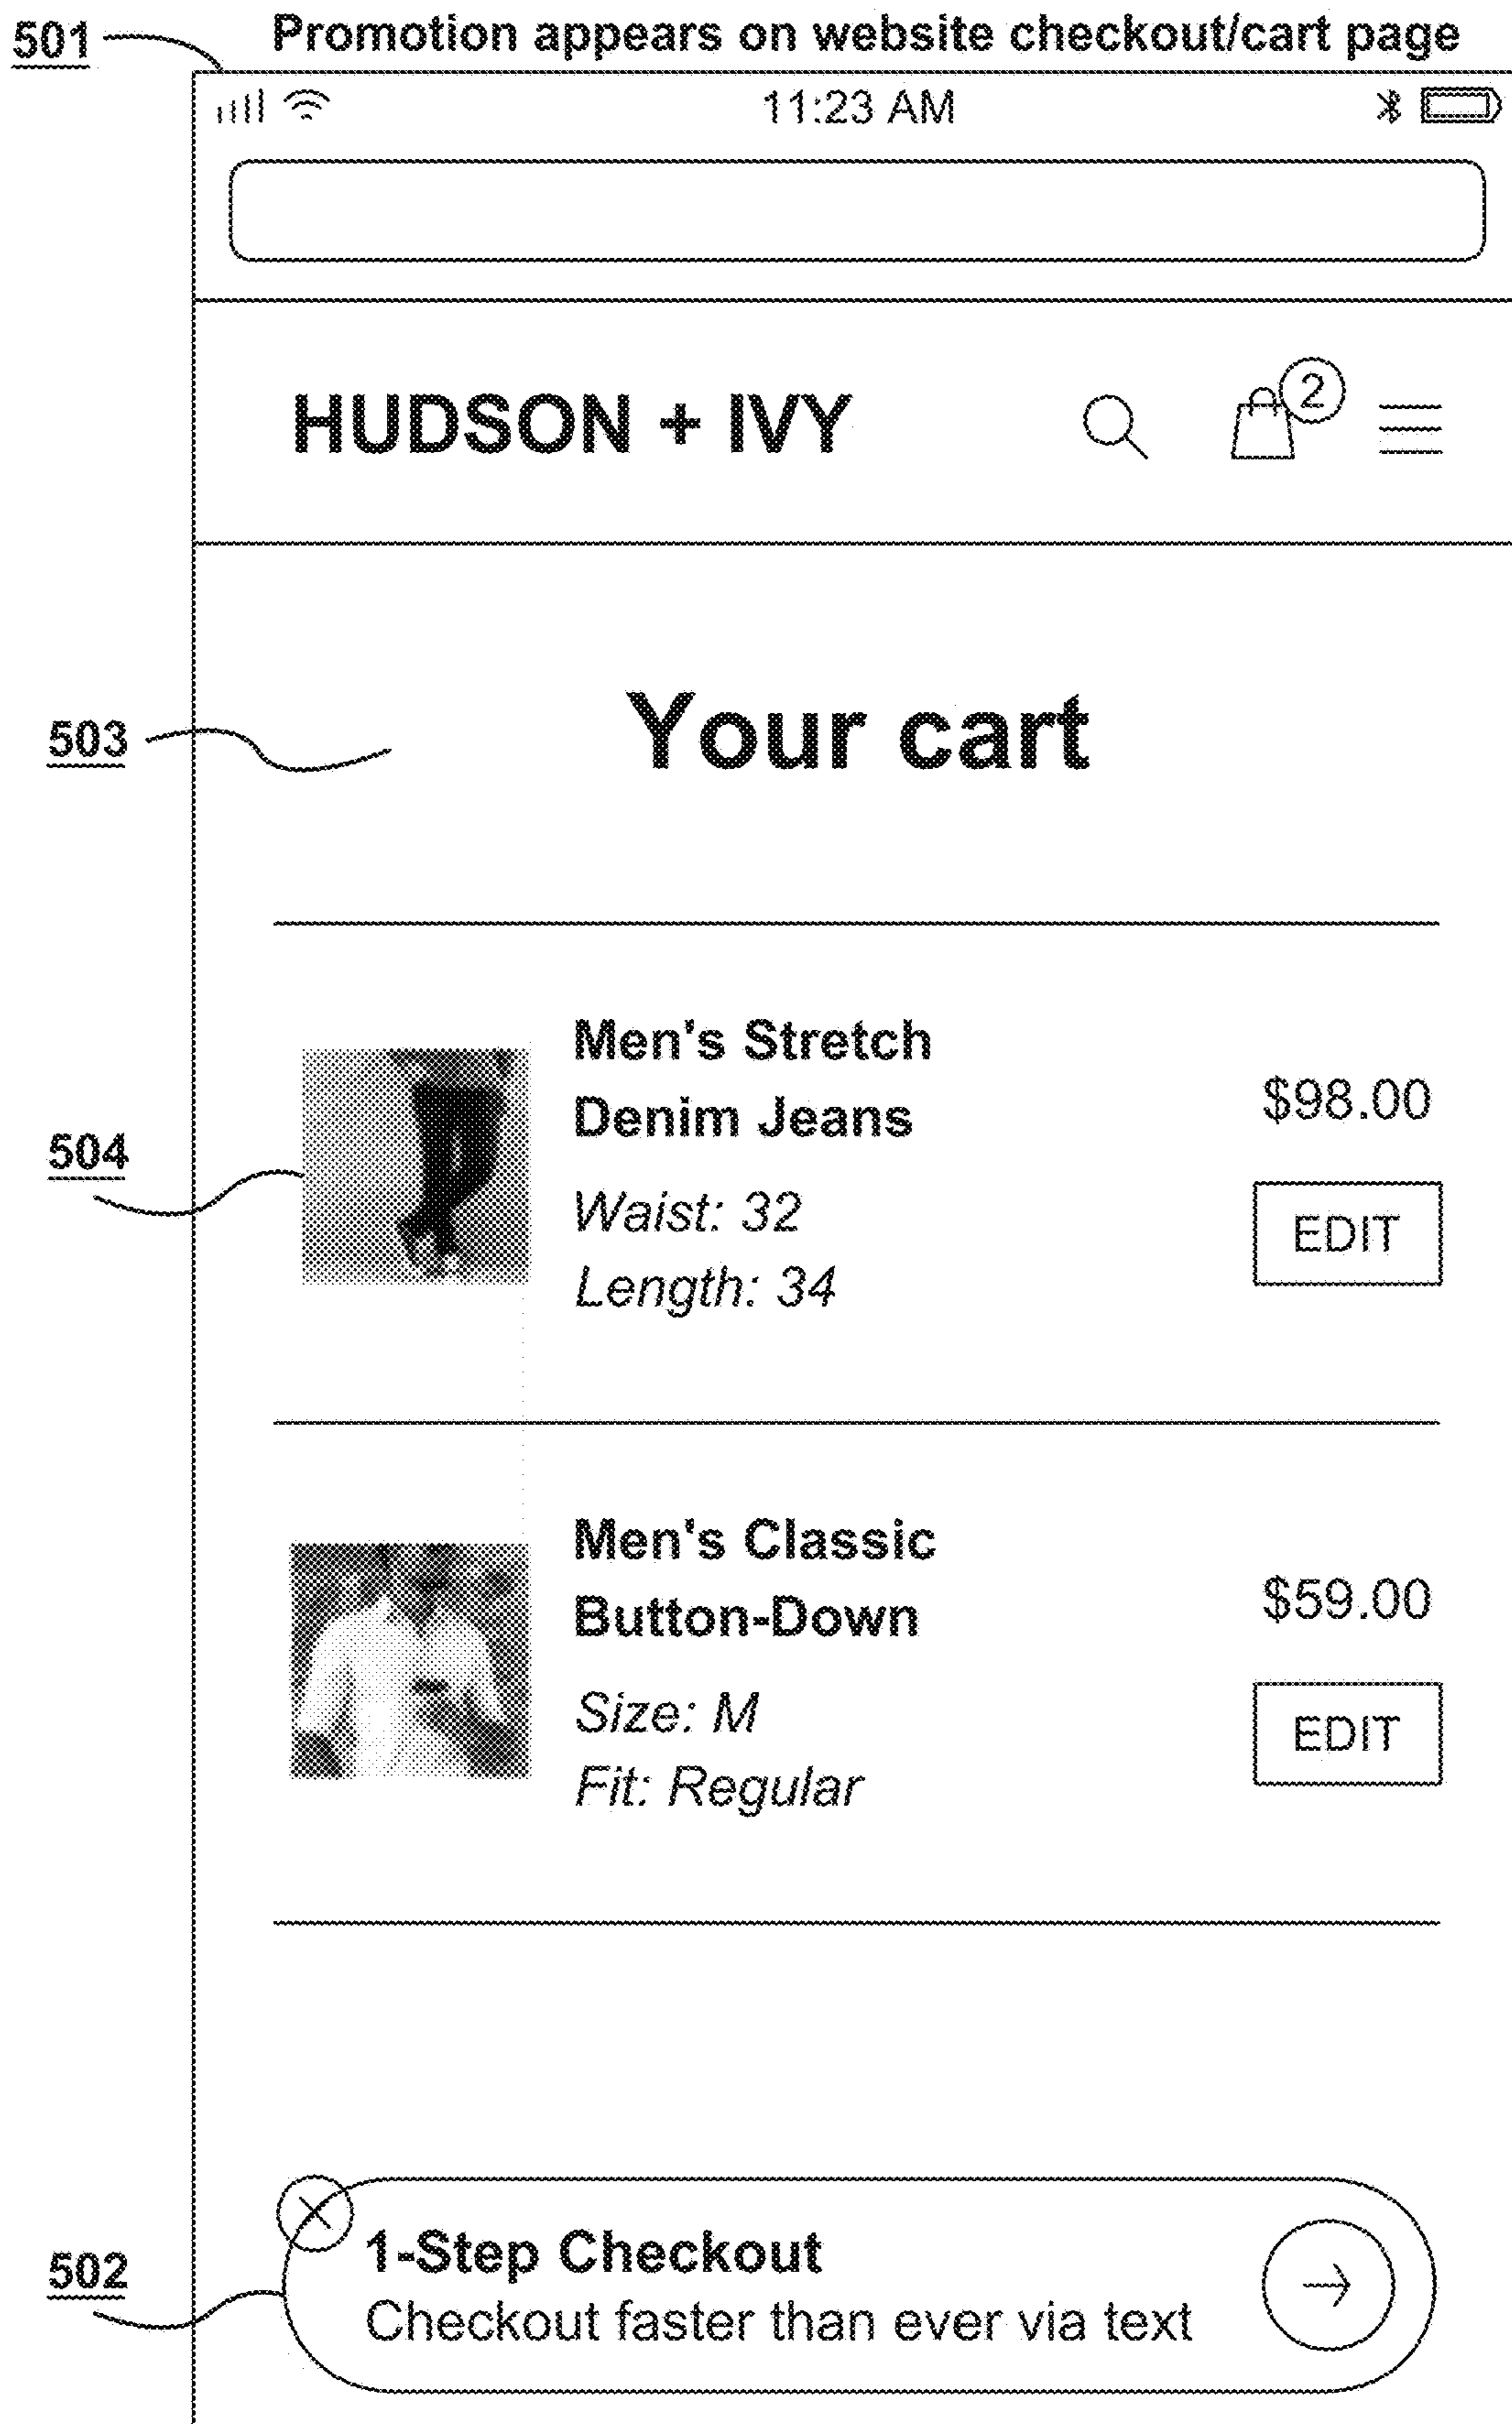 501
Promotion appears on website checkout/cart page
11:23 AM
HUDSON + IVY
2
503
Your cart
504
Men's Stretch
Denim Jeans
$98.00
Waist: 32
EDIT
Length: 34
Men's Classic
Button-Down
$59.00
Size: M
EDIT
Fit: Regular
502
1-Step Checkout
Checkout faster than ever via text